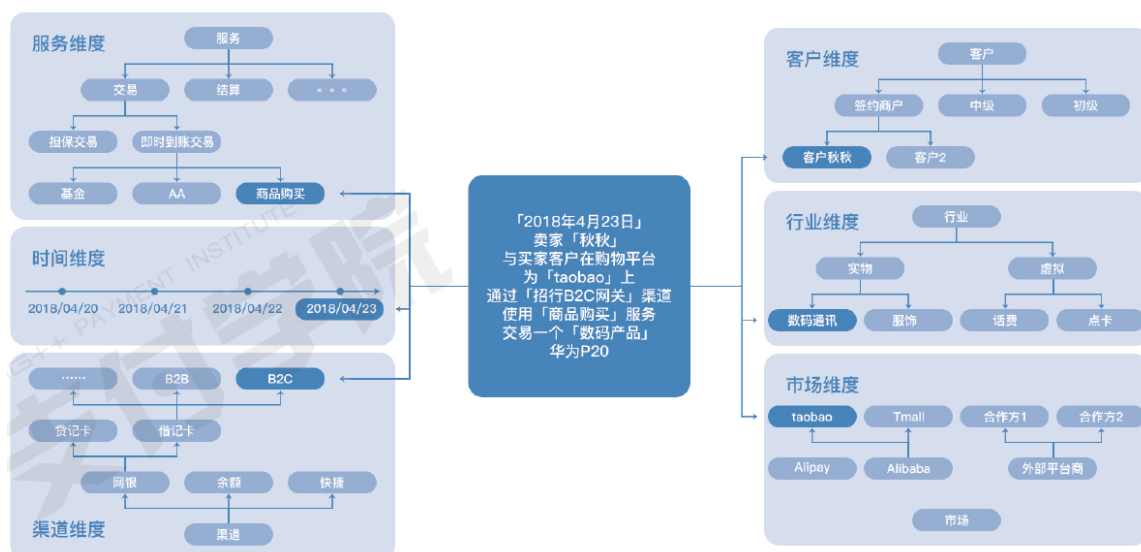 服务维度
服务
交易
结算
。。。
担保交易
即时到账交易
基金
AA
商品购买
时间维度
2018/04/20
2018/04/21
2018/04/22
2018/04/23
……
B2B
B2C
贷记卡
借记卡
网银
余额
快捷
渠道维度
渠道
「2018年4月23日」
卖家「秋秋」
与买家客户在购物平台
为「taobao」上
通过「招行B2C网关」渠道
使用「商品购买」服务
交易一个「数码产品」
华为P20
客户维度
客户
签约商户
中级
初级
客户秋秋
客户2
行业维度
行业
实物
虚拟
数码通讯
服饰
话费
点卡
市场维度
taobao
Tmall
合作方1
合作方2
Alipay
Alibaba
外部平台商
市场
PING++ PAYMENT INSTITUTE
支付学院